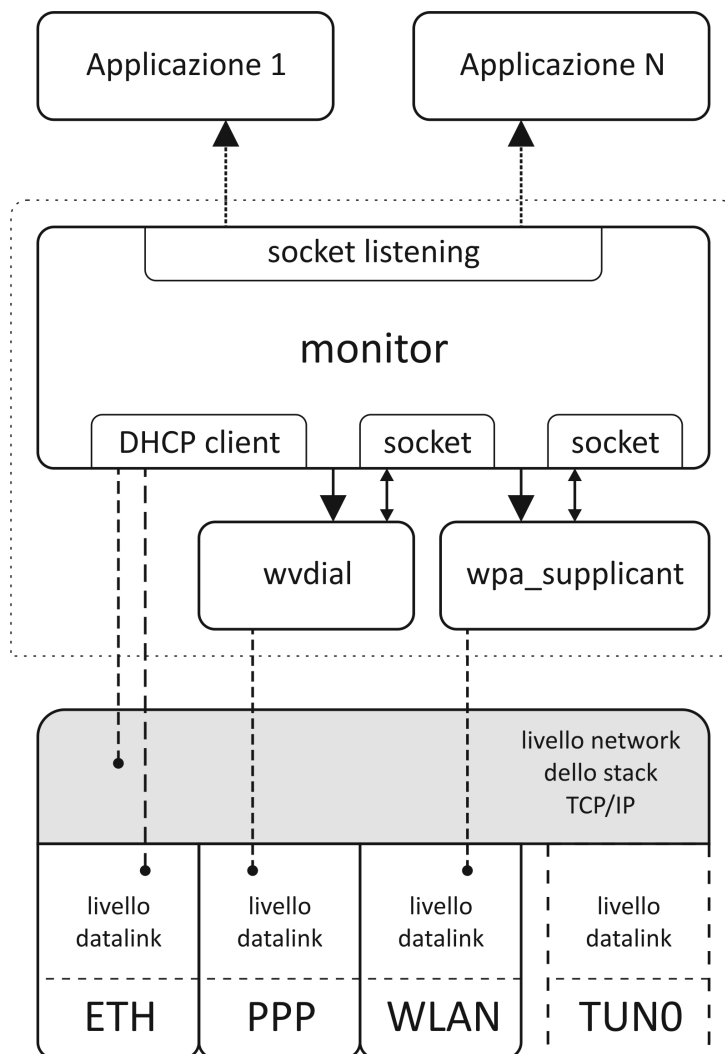 Applicazione 1
Applicazione N
socket listening
monitor
DHCP client
socket
socket
wvdial
wpa_supplicant
livello network
dello stack
TCP/IP
livello
datalink
livello
datalink
livello
datalink
livello
datalink
ETH
PPP
WLAN
TUN0